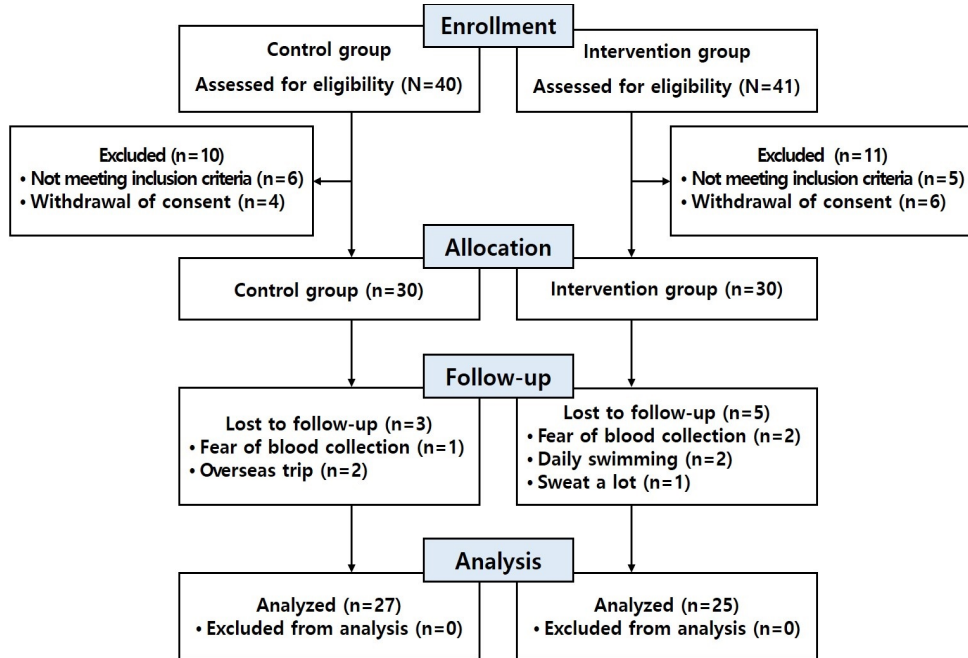 Enrollment
Control group
Assessed for eligibility (N=40)
Intervention group
Assessed for eligibility (N=41)
Excluded (n=10)
• Not meeting inclusion criteria (n=6)
• Withdrawal of consent (n=4)
Excluded (n=11)
• Not meeting inclusion criteria (n=5)
• Withdrawal of consent (n=6)
Allocation
Control group (n=30)
Intervention group (n=30)
Follow-up
Lost to follow-up (n=3)
• Fear of blood collection (n=1)
• Overseas trip (n=2)
Lost to follow-up (n=5)
• Fear of blood collection (n=2)
• Daily swimming (n=2)
• Sweat a lot (n=1)
Analysis
Analyzed (n=27)
• Excluded from analysis (n=0)
Analyzed (n=25)
• Excluded from analysis (n=0)